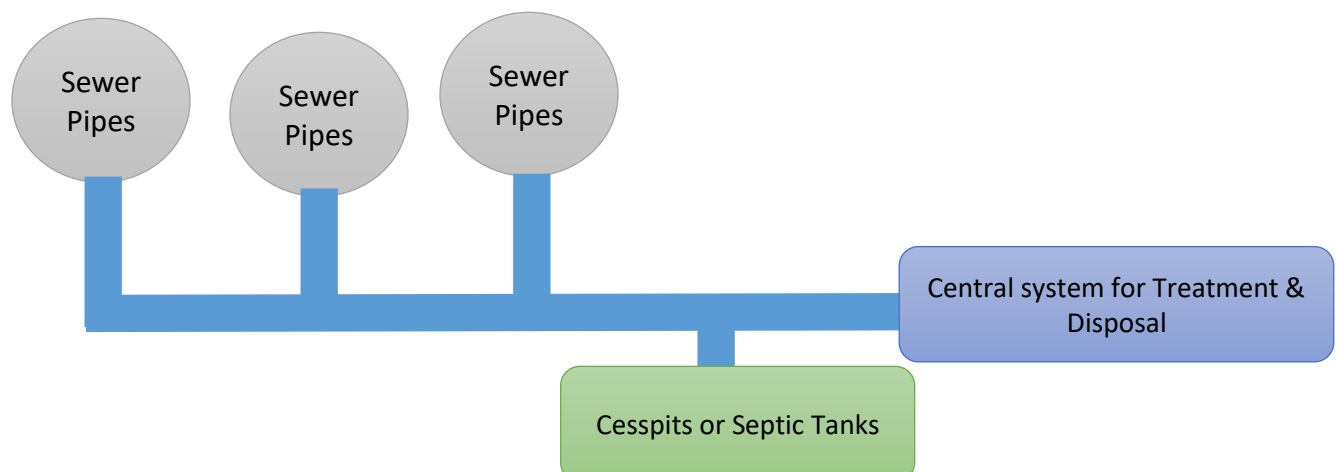 Sewer
Pipes
Sewer
Pipes
Sewer
Pipes
Central system for Treatment &
Disposal
Cesspits or Septic Tanks